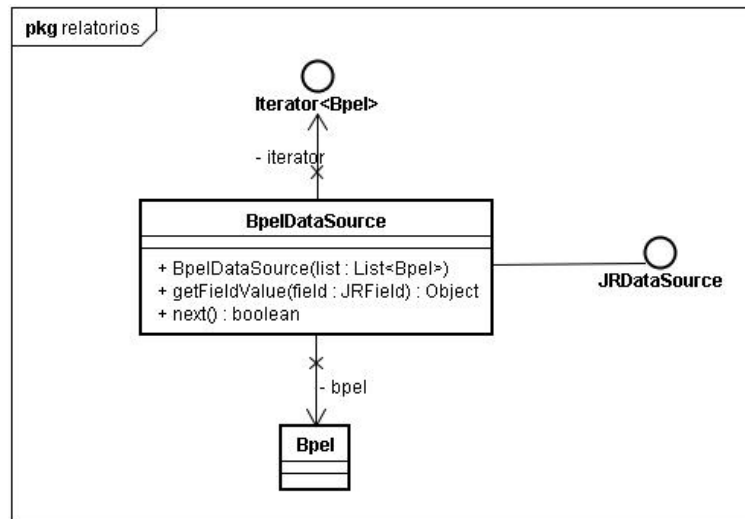 pkg relatorios
Iterator<Bpel>
- iterator
BpelDataSource
+ BpelDataSource(list : List<Bpel>)
+ getFieldValue(field : JRField) : Object
+ next() : boolean
JRDataSource
- bpel
Bpel